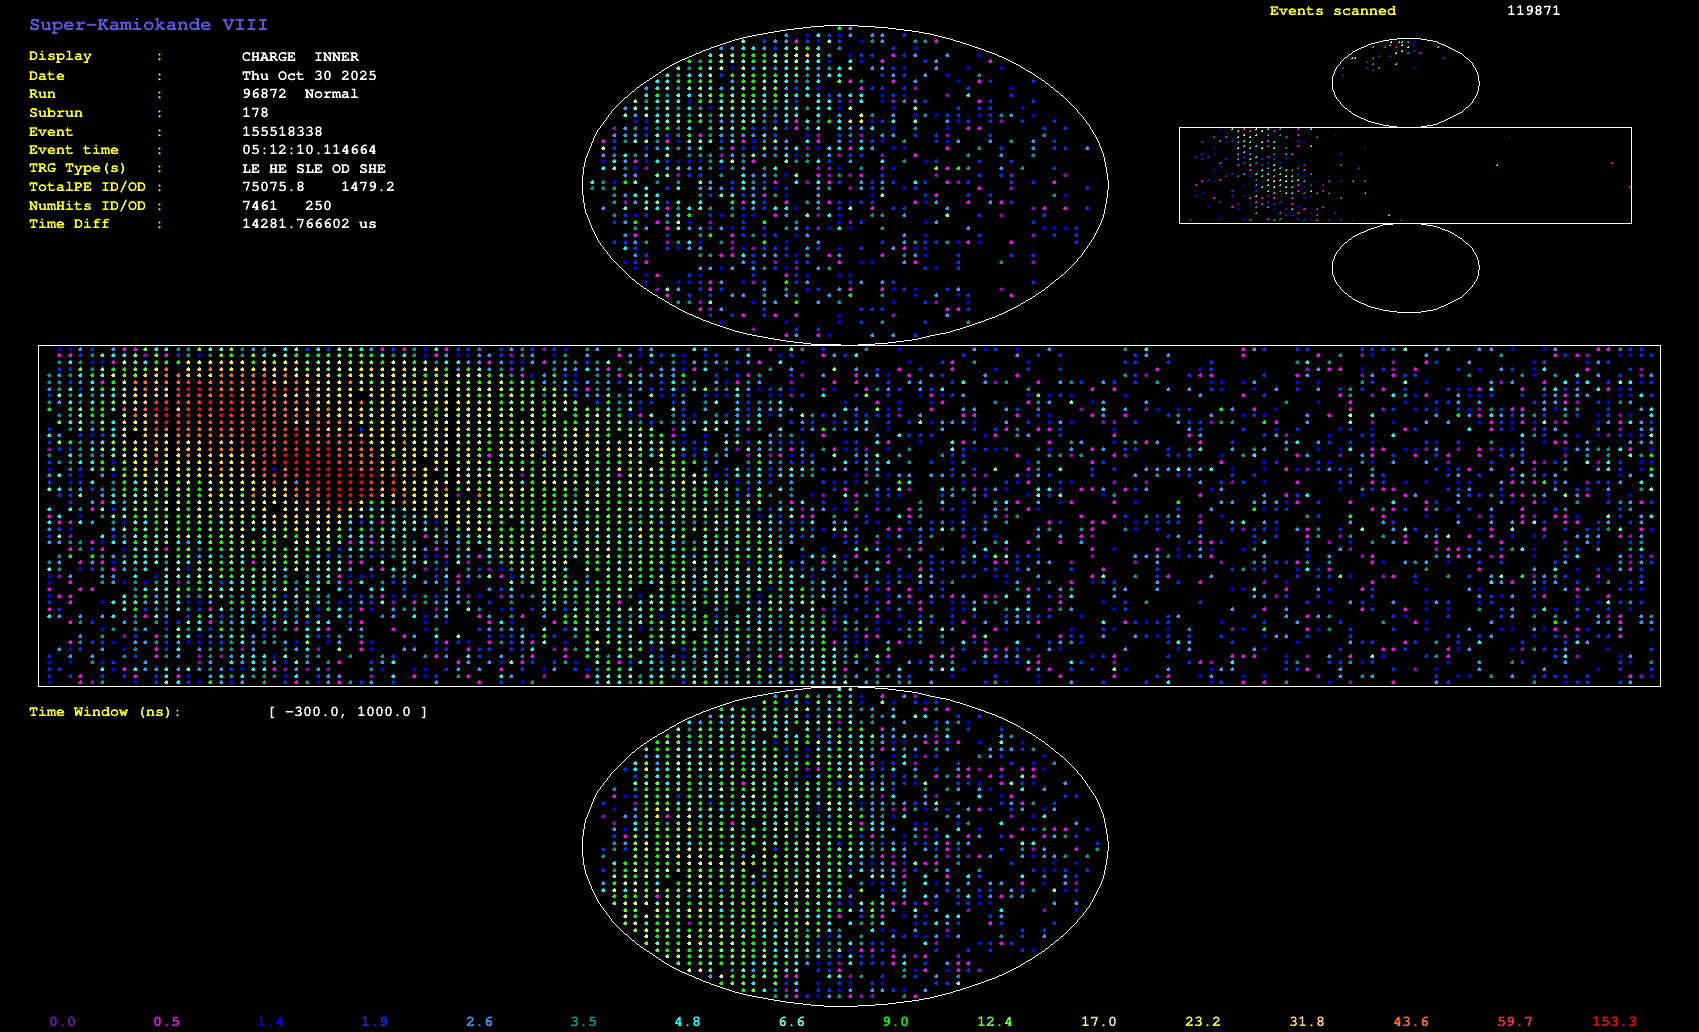 Super-Kamiokande VIII
Display : CHARGE INNER
Date : Thu Oct 30 2025
Run : 96872 Normal
Subrun : 178
Event : 155518338
Event time : 05:12:10.114664
TRG Type(s) : LE HE SLE OD SHE
TotalPE ID/OD : 75075.8 1479.2
NumHits ID/OD : 7461 250
Time Diff : 14281.766602 us
Events scanned 119871
Time Window (ns): [ -300.0, 1000.0 ]
0.0 0.5 1.4 1.9 2.6 3.5 4.8 6.6 9.0 12.4 17.0 23.2 31.8 43.6 59.7 153.3